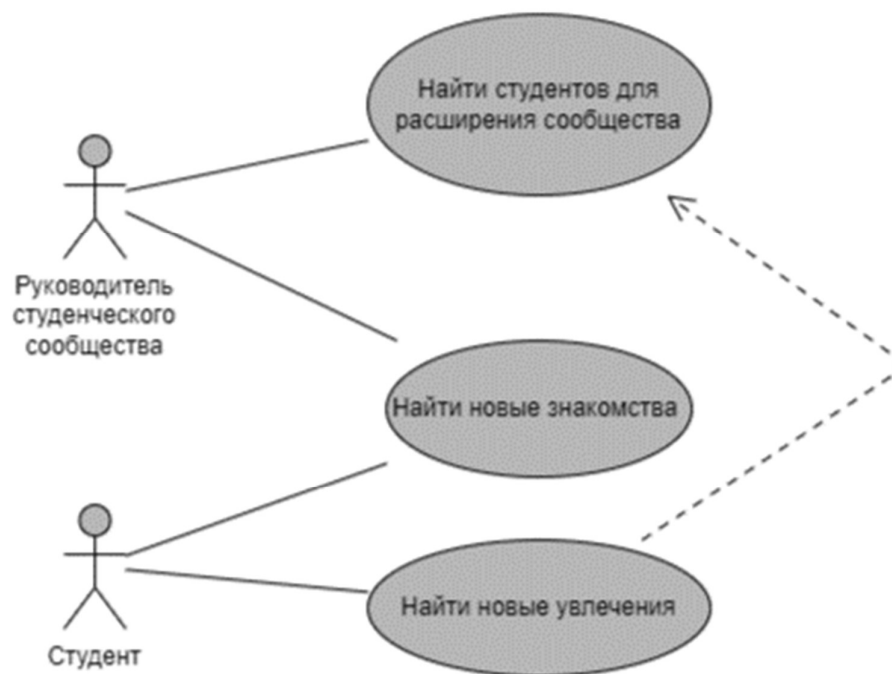 Найти студентов для
расширения сообщества
Руководитель
студенческого
сообщества
Найти новые знакомства
Найти новые увлечения
Студент